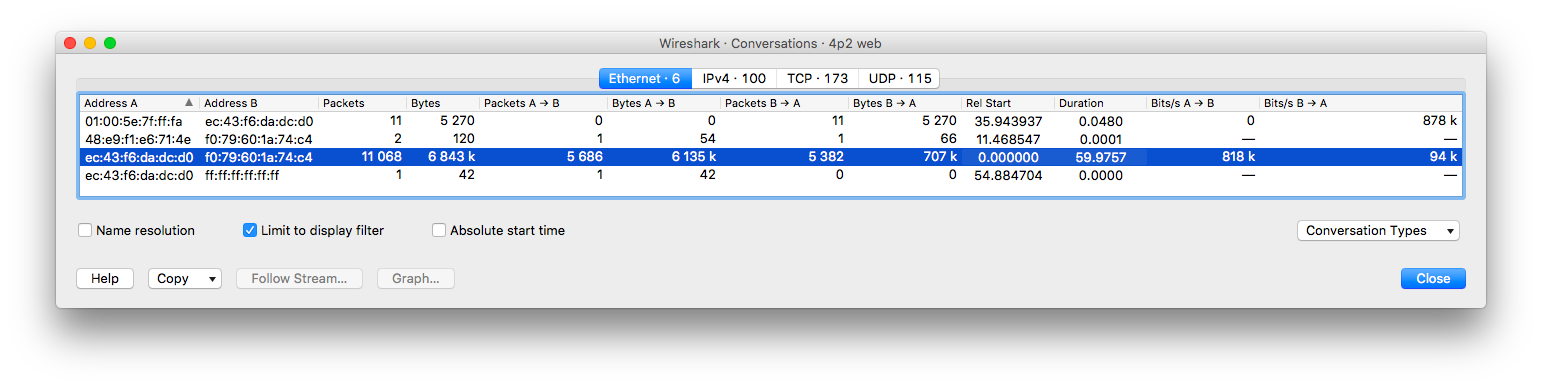 Wireshark · Conversations · 4p2 web
Ethernet · 6 IPv4 · 100 TCP · 173 UDP · 115
Address A Address B Packets Bytes Packets A → B Bytes A → B Packets B → A Bytes B → A Rel Start Duration Bits/s A → B Bits/s B → A
01:00:5e:7f:ff:fa ec:43:f6:da:dc:d0 11 5 270 0 0 11 5 270 35.943937 0.0480 0 878 k
48:e9:f1:e6:71:4e f0:79:60:1a:74:c4 2 120 1 54 1 66 11.468547 0.0001 — —
ec:43:f6:da:dc:d0 f0:79:60:1a:74:c4 11 068 6 843 k 5 686 6 135 k 5 382 707 k 0.000000 59.9757 818 k 94 k
ec:43:f6:da:dc:d0 ff:ff:ff:ff:ff:ff 1 42 1 42 0 0 54.884704 0.0000 — —
Name resolution Limit to display filter Absolute start time Conversation Types
Help Copy Follow Stream... Graph... Close